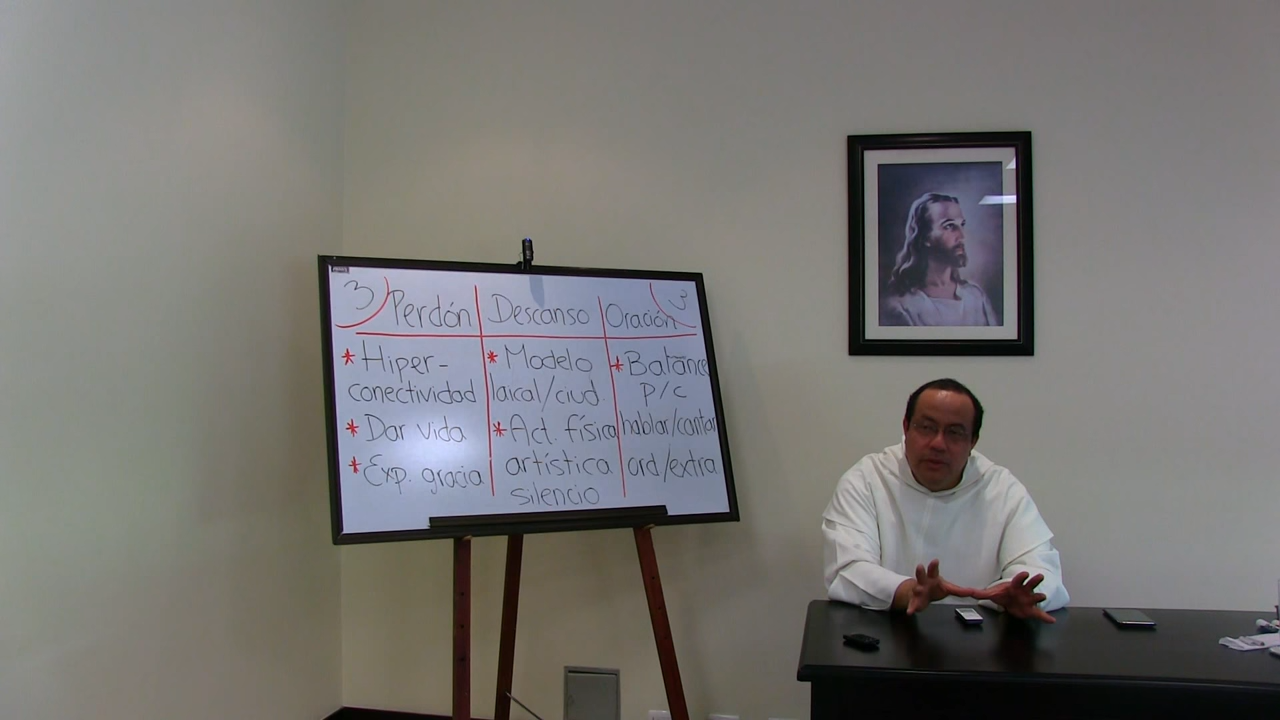 3 Perdón Descanso Oración 3
* Hiper-
conectividad
* Dar vida
* Exp. gracia
* Modelo
laical/ciud.
* Act. física
artística
silencio
* Balance
p/c
hablar/cantar
ord/extra